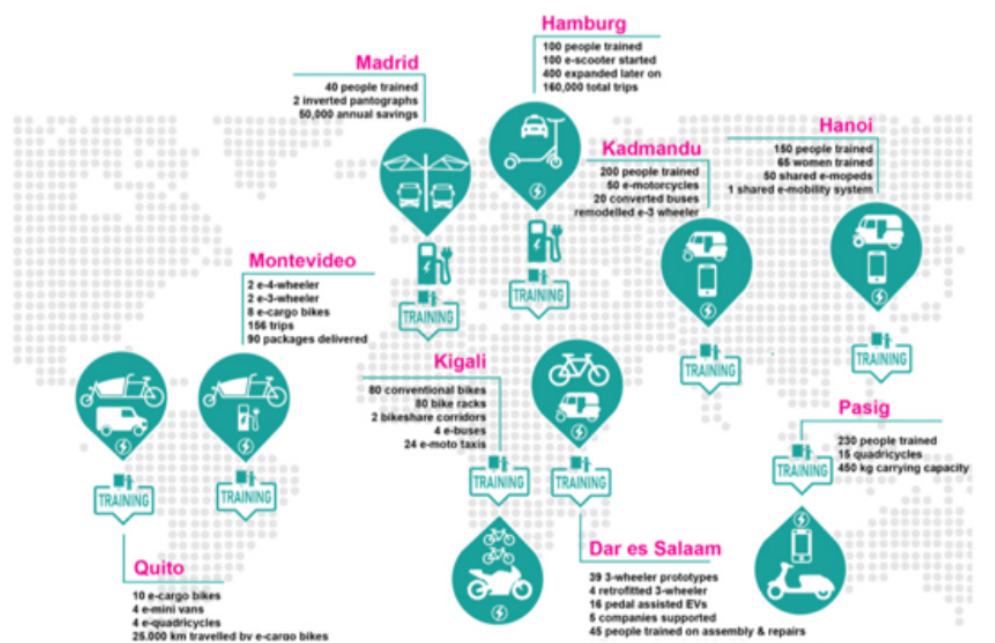 Hamburg
100 people trained
100 e-scooter started
400 expanded later on
160,000 total trips
Madrid
40 people trained
2 inverted pantographs
50,000 annual savings
Hanoi
150 people trained
65 women trained
50 shared e-mopeds
1 shared e-mobility system
Kadmandu
200 people trained
50 e-motorcycles
20 converted buses
remodelled e-3 wheeler
Montevideo
2 e-4-wheeler
2 e-3-wheeler
8 e-cargo bikes
156 trips
90 packages delivered
TRAINING
TRAINING
TRAINING
TRAINING
Kigali
80 conventional bikes
80 bike racks
2 bikeshare corridors
4 e-buses
24 e-moto taxis
Pasig
230 people trained
15 quadricycles
450 kg carrying capacity
TRAINING
TRAINING
TRAINING
TRAINING
TRAINING
Quito
10 e-cargo bikes
4 e-mini vans
4 e-quadricycles
25.000 km travelled by e-cargo bikes
Dar es Salaam
39 3-wheeler prototypes
4 retrofitted 3-wheeler
16 pedal assisted EVs
5 companies supported
45 people trained on assembly & repairs